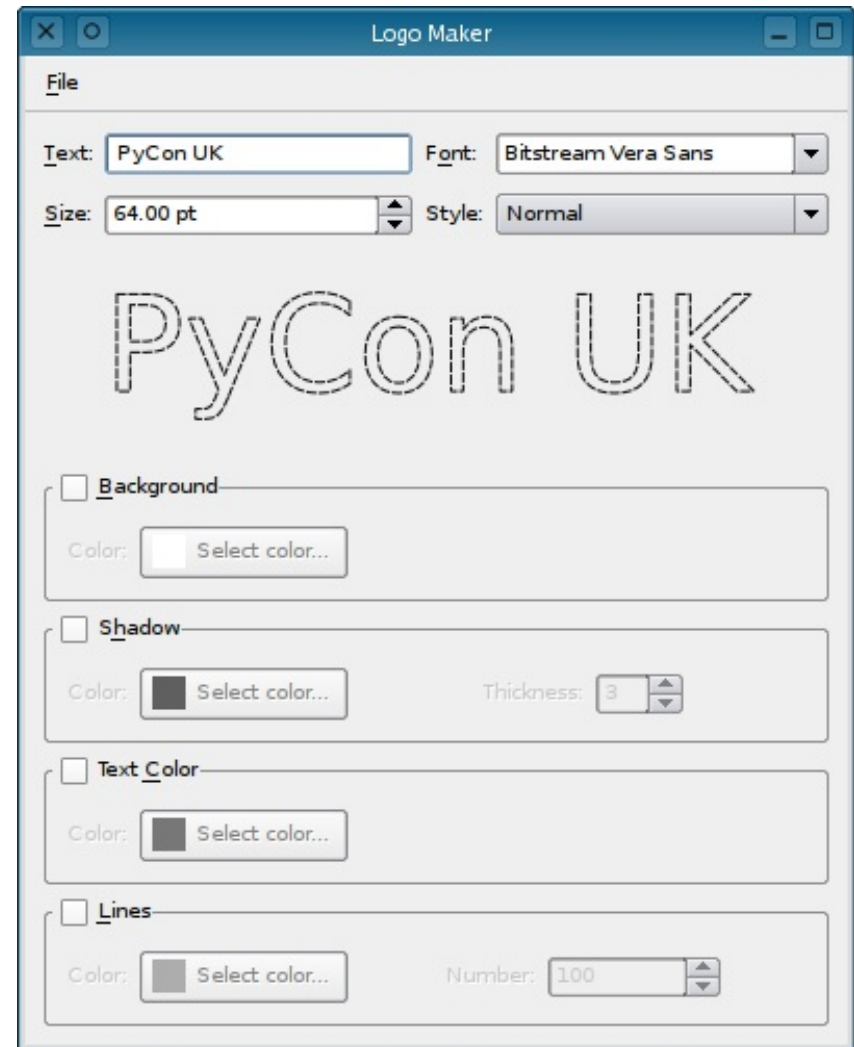 Logo Maker
File
Text: PyCon UK Font: Bitstream Vera Sans
Size: 64.00 pt Style: Normal
PyCon UK
Background
Color: Select color...
Shadow
Color: Select color... Thickness: 3
Text Color
Color: Select color...
Lines
Color: Select color... Number: 100